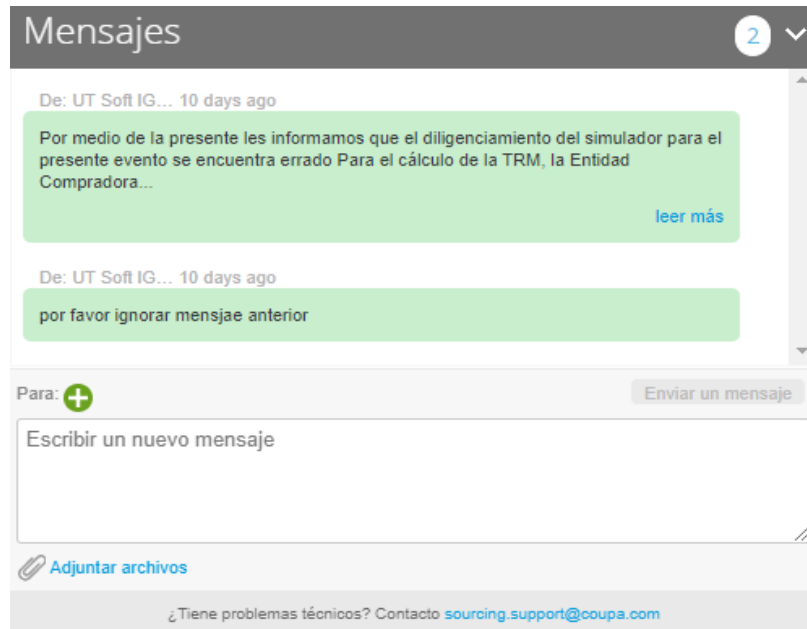 Mensajes
2
De: UT Soft IG... 10 days ago
Por medio de la presente les informamos que el diligenciamiento del simulador para el
presente evento se encuentra errado Para el cálculo de la TRM, la Entidad
Compradora...
leer más
De: UT Soft IG... 10 days ago
por favor ignorar mensjae anterior
Para:
Enviar un mensaje
Escribir un nuevo mensaje
Adjuntar archivos
¿Tiene problemas técnicos? Contacto sourcing.support@coupa.com